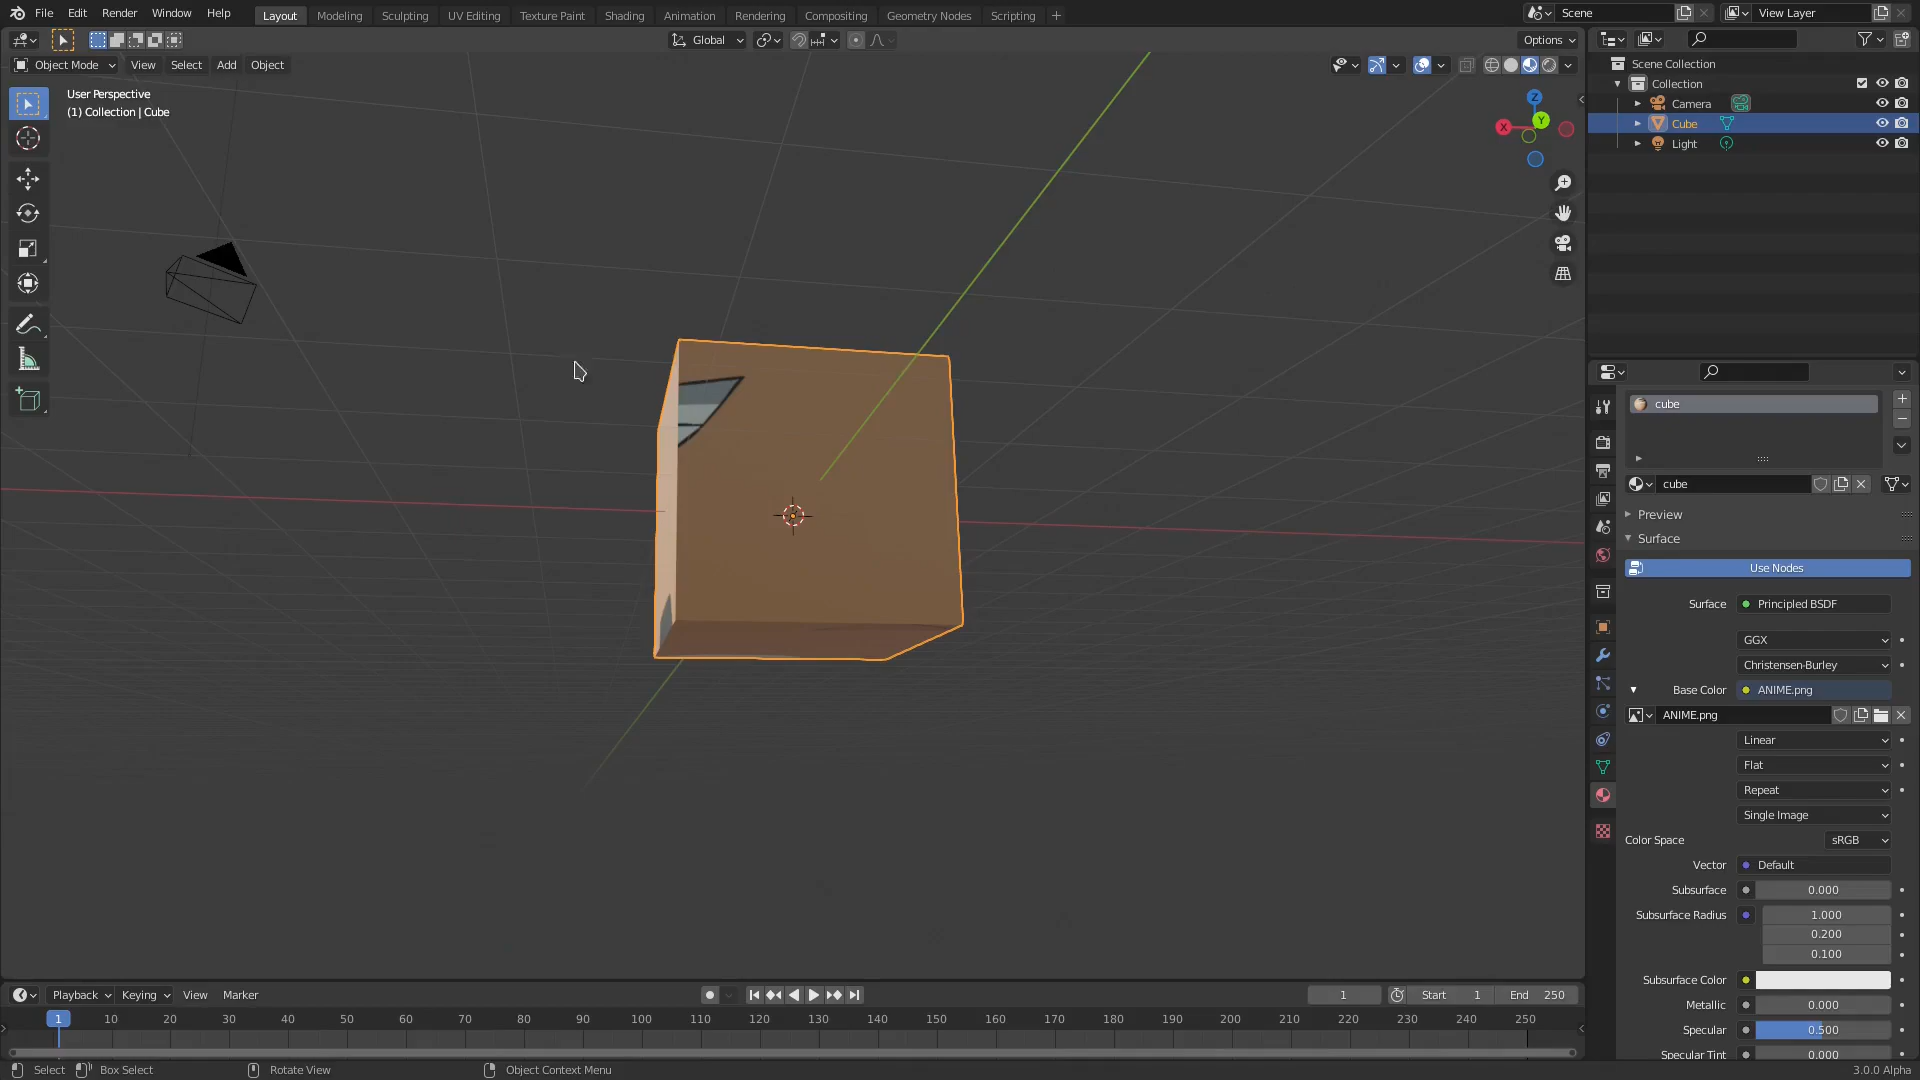 File Edit Render Window Help Layout Modeling Sculpting UV Editing Texture Paint Shading Animation Rendering Compositing Geometry Nodes Scripting + Scene View Layer
Global Options
Object Mode View Select Add Object
User Perspective
(1) Collection | Cube
Z
Y
X
Scene Collection
Collection
Camera
Cube
Light
cube
cube
Preview
Surface
Use Nodes
Surface Principled BSDF
GGX
Christensen-Burley
Base Color ANIME.png
ANIME.png
Linear
Flat
Repeat
Single Image
Color Space sRGB
Vector Default
Subsurface 0.000
Subsurface Radius 1.000
0.200
0.100
Subsurface Color
Metallic 0.000
Specular 0.500
Specular Tint 0.000
Playback Keying View Marker 1 Start 1 End 250
1 10 20 30 40 50 60 70 80 90 100 110 120 130 140 150 160 170 180 190 200 210 220 230 240 250
Select Box Select Rotate View Object Context Menu 3.0.0 Alpha